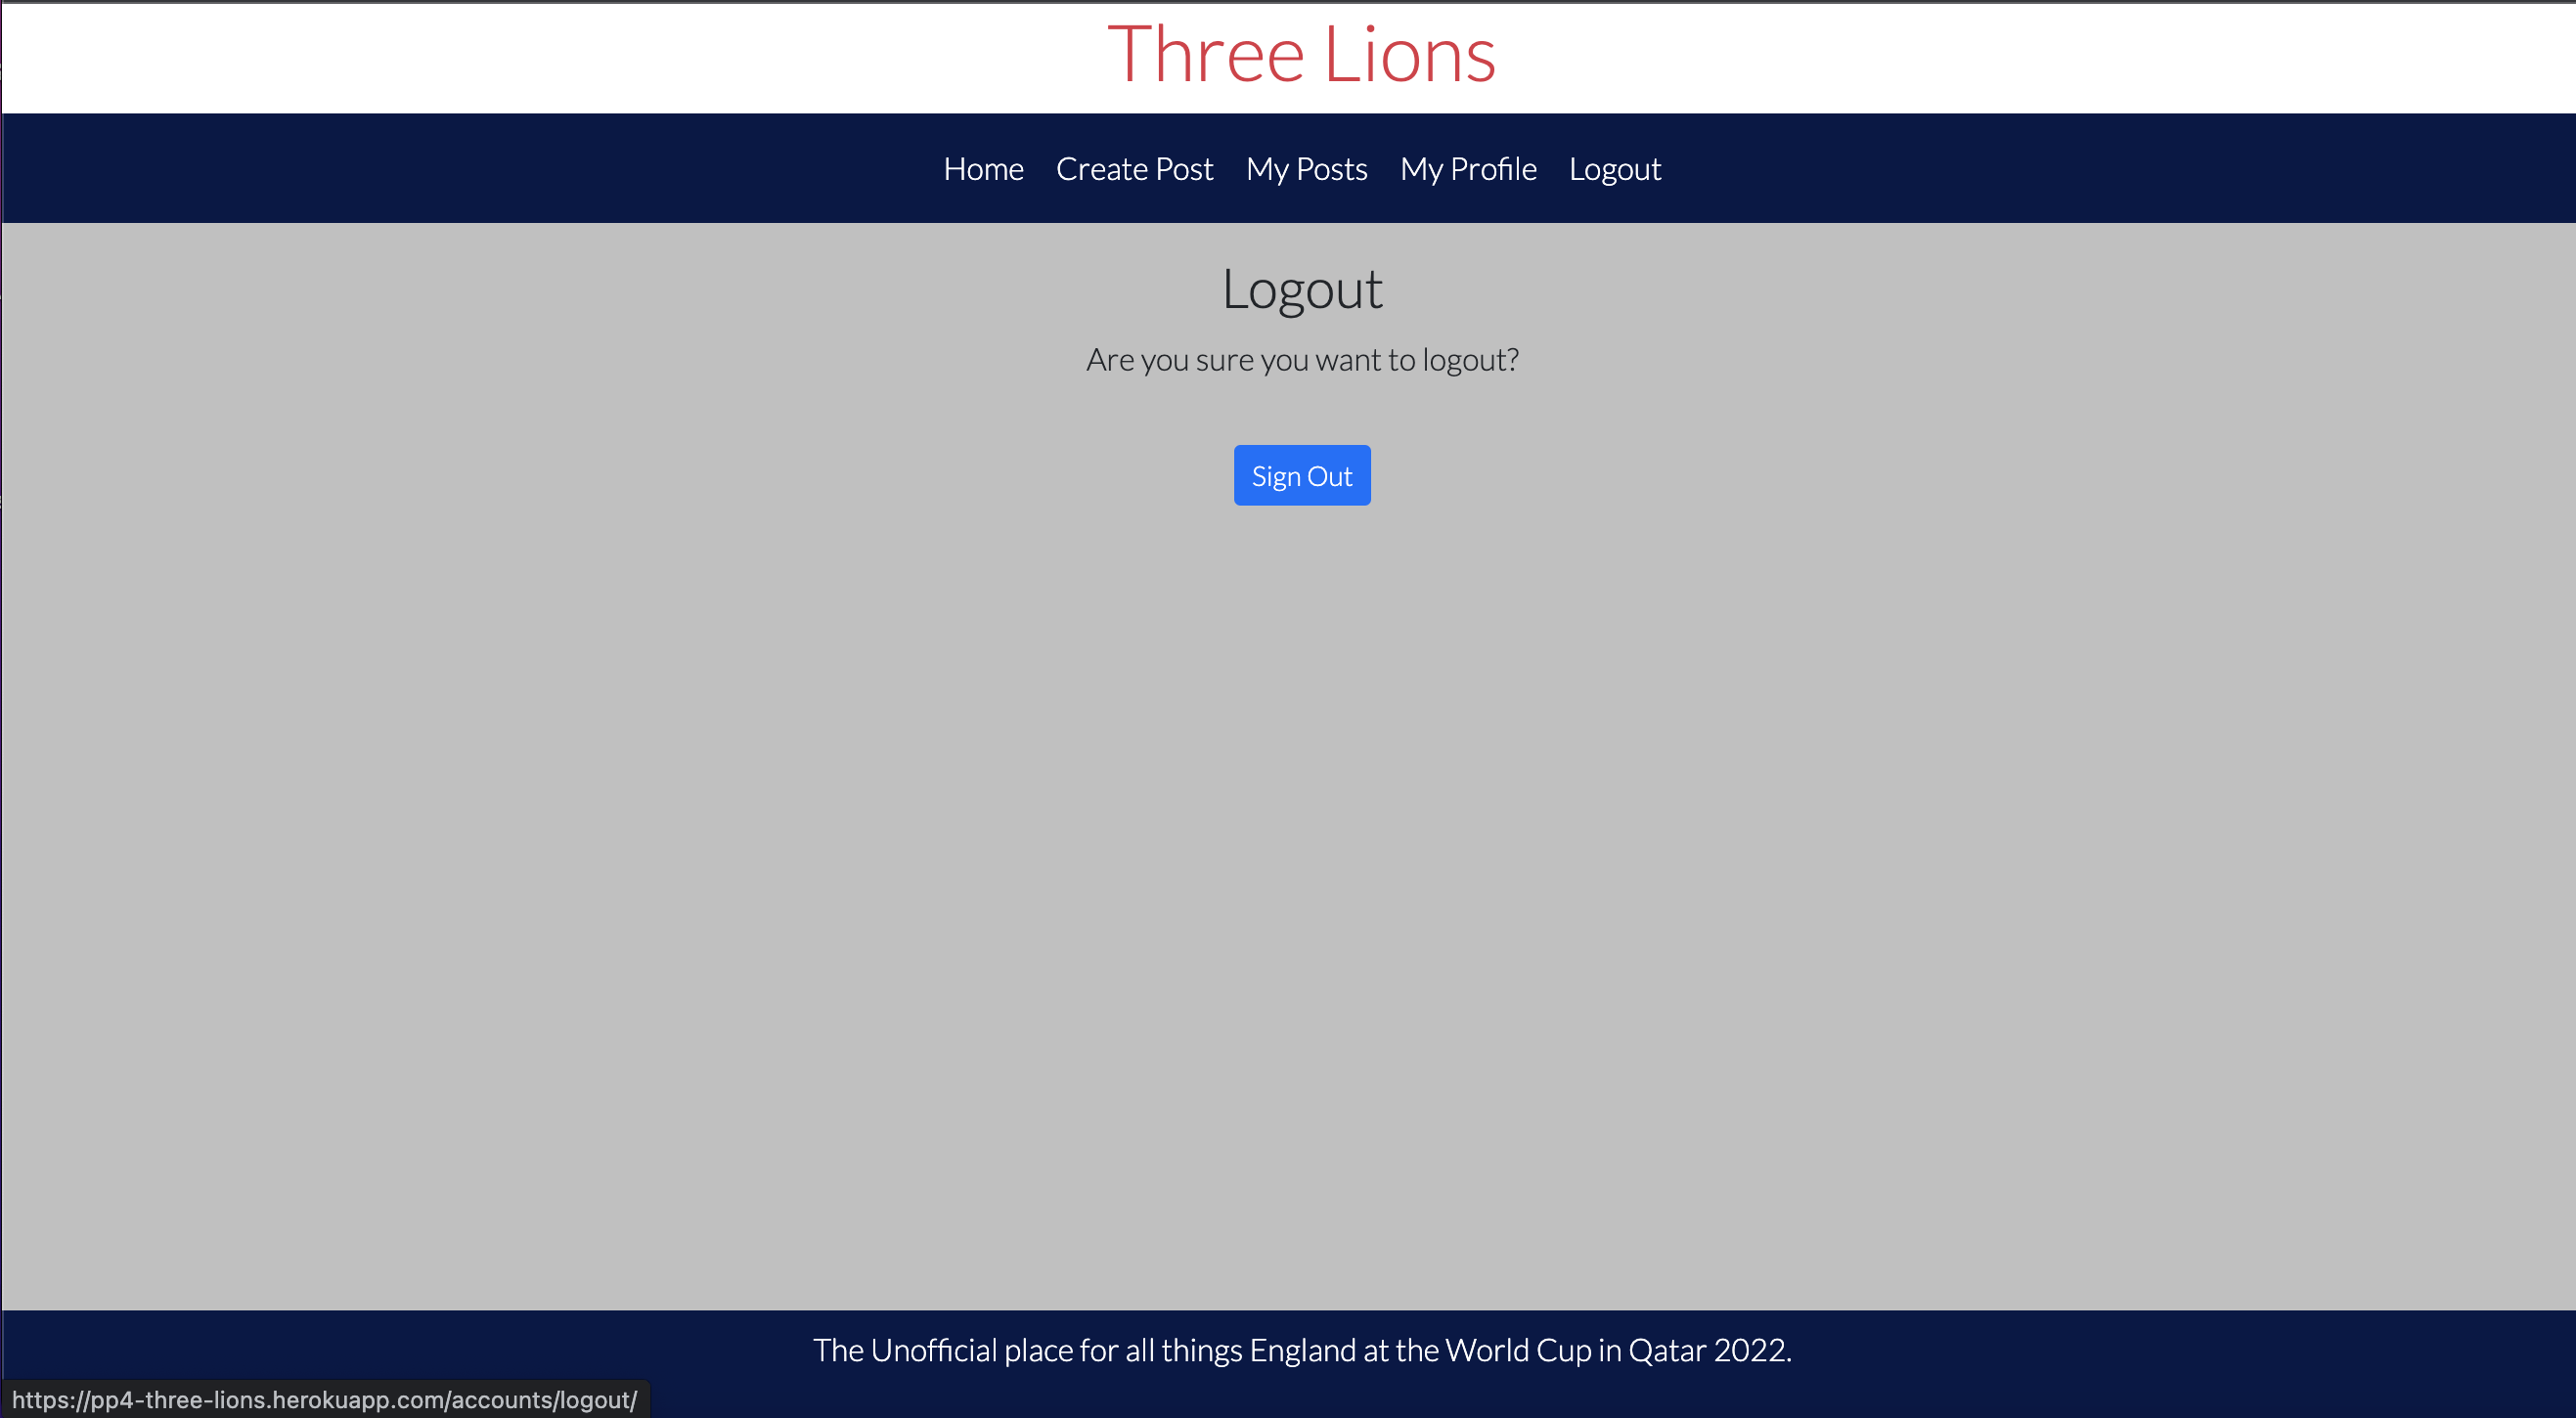 Three Lions
Home Create Post My Posts My Profile Logout
Logout
Are you sure you want to logout?
Sign Out
The Unofficial place for all things England at the World Cup in Qatar 2022.
https://pp4-three-lions.herokuapp.com/accounts/logout/